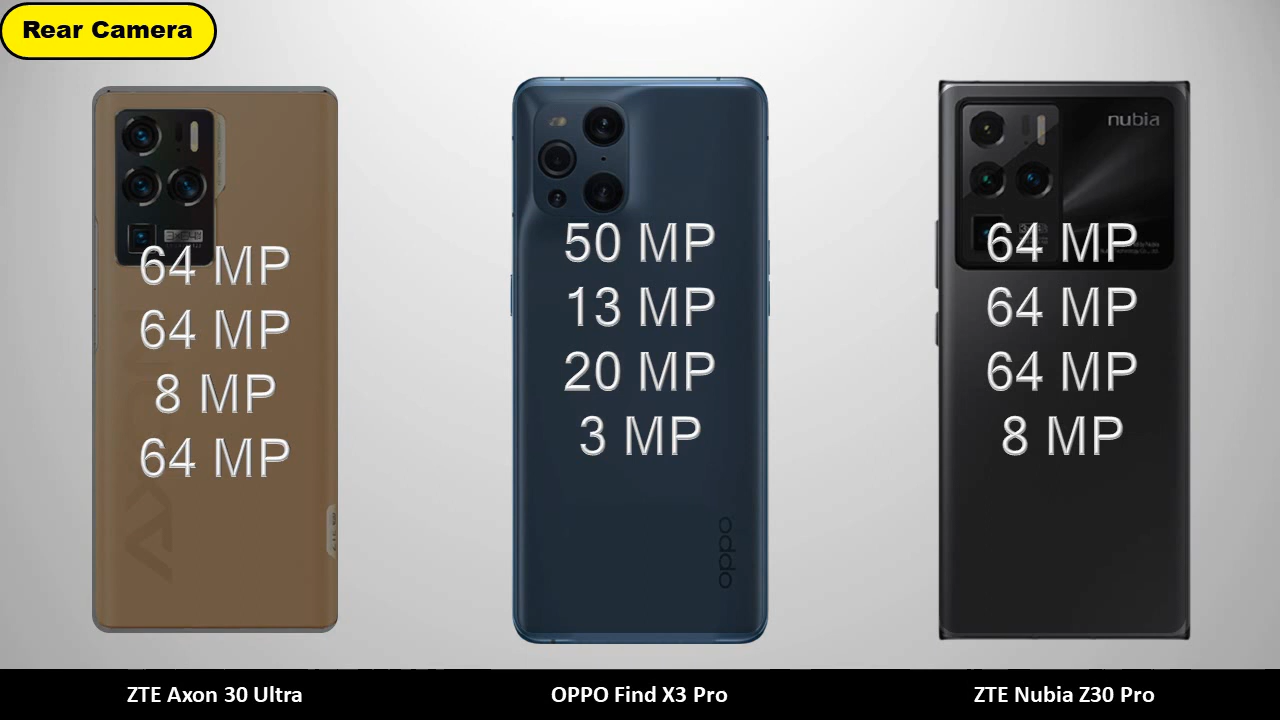 Rear Camera
nubia
64 MP
64 MP
8 MP
64 MP
50 MP
13 MP
20 MP
3 MP
64 MP
64 MP
64 MP
8 MP
AXON
oppo
ZTE Axon 30 Ultra
OPPO Find X3 Pro
ZTE Nubia Z30 Pro